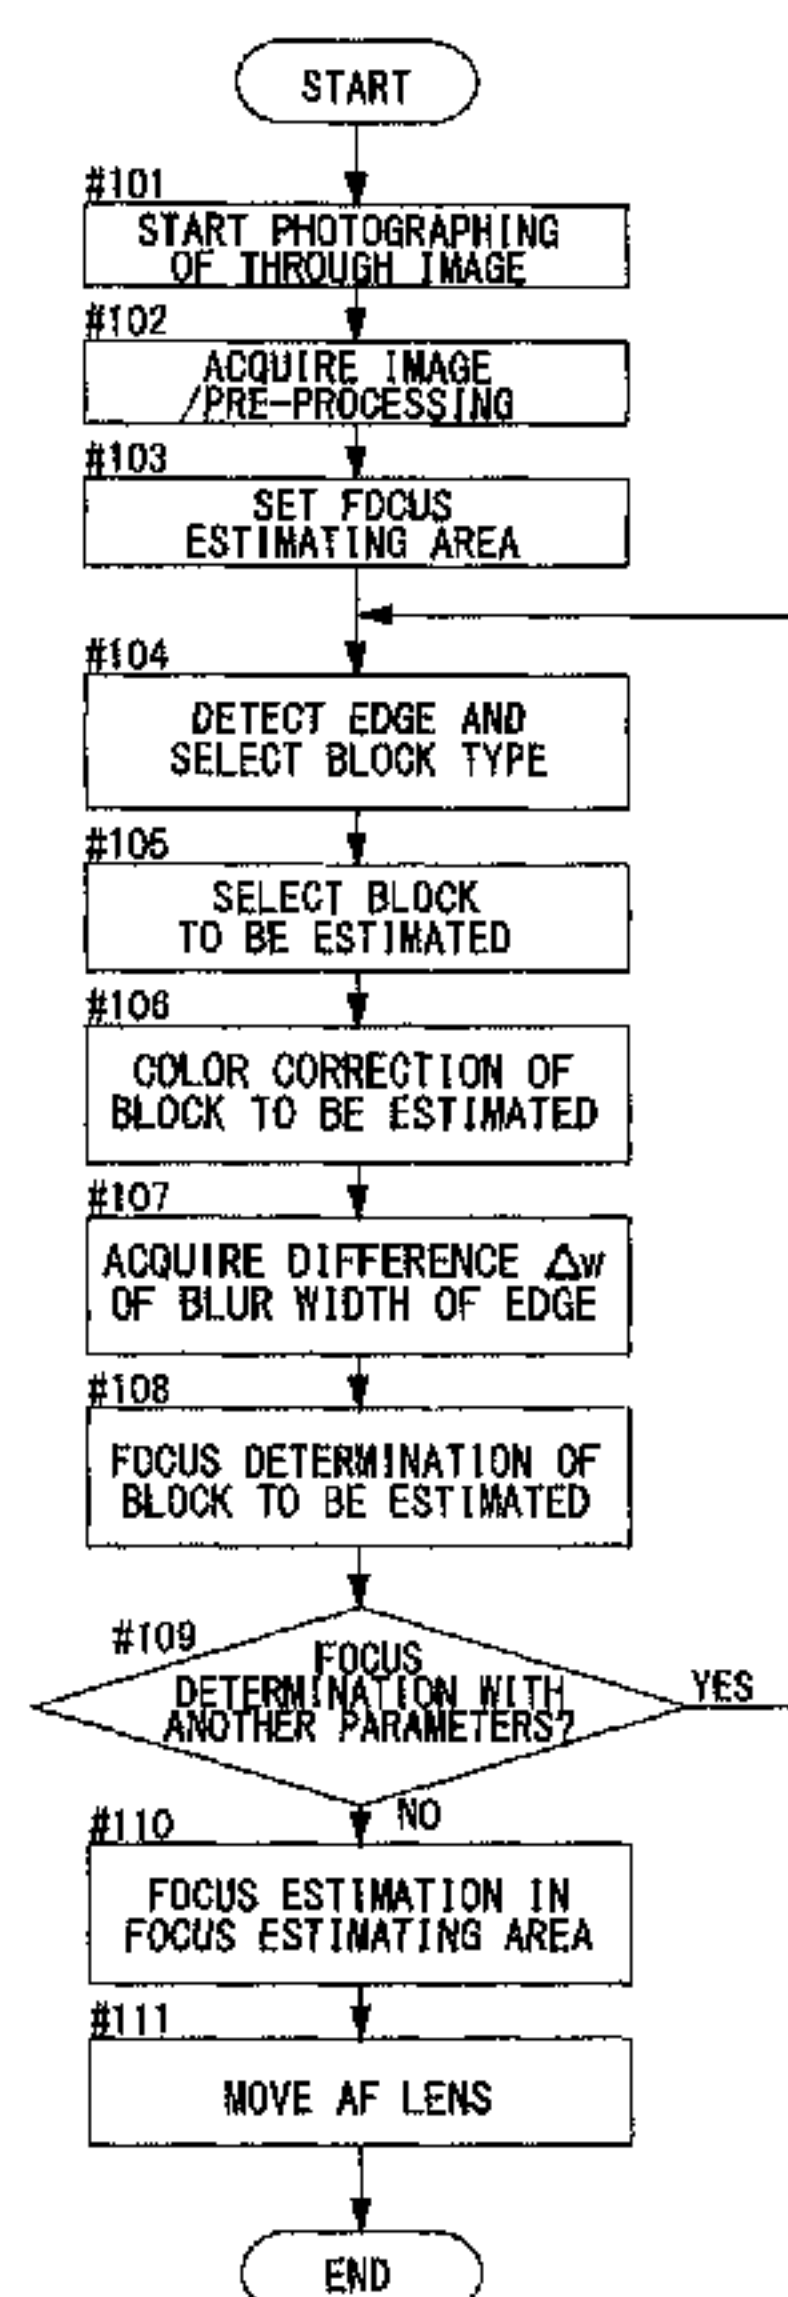 START
#101
START PHOTOGRAPHING
OF THROUGH IMAGE
#102
ACQUIRE IMAGE
/PRE-PROCESSING
#103
SET FOCUS
ESTIMATING AREA
#104
DETECT EDGE AND
SELECT BLOCK TYPE
#105
SELECT BLOCK
TO BE ESTIMATED
#106
COLOR CORRECTION OF
BLOCK TO BE ESTIMATED
#107
ACQUIRE DIFFERENCE Δw
OF BLUR WIDTH OF EDGE
#108
FOCUS DETERMINATION OF
BLOCK TO BE ESTIMATED
#109
FOCUS
DETERMINATION WITH
ANOTHER PARAMETERS?
YES
NO
#110
FOCUS ESTIMATION IN
FOCUS ESTIMATING AREA
#111
MOVE AF LENS
END